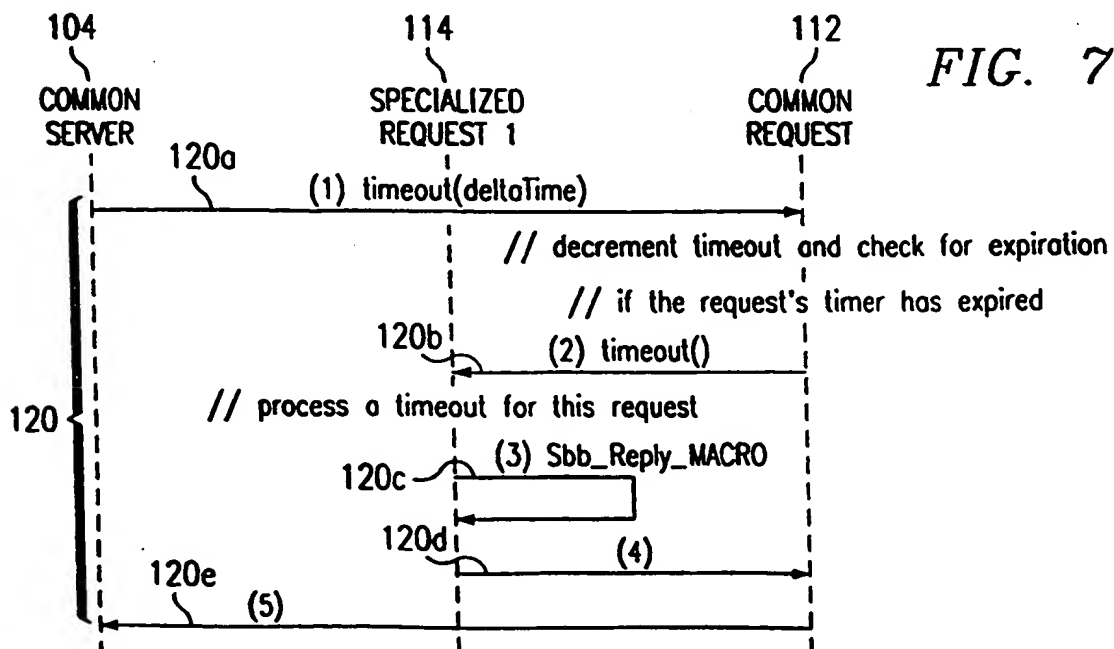 104
114
112
FIG. 7
COMMON
SERVER
SPECIALIZED
REQUEST 1
COMMON
REQUEST
120a
(1) timeout(deltaTime)
// decrement timeout and check for expiration
// if the request's timer has expired
120b
(2) timeout()
120
// process a timeout for this request
(3) Sbb_Reply_MACRO
120c
120d
(4)
120e
(5)